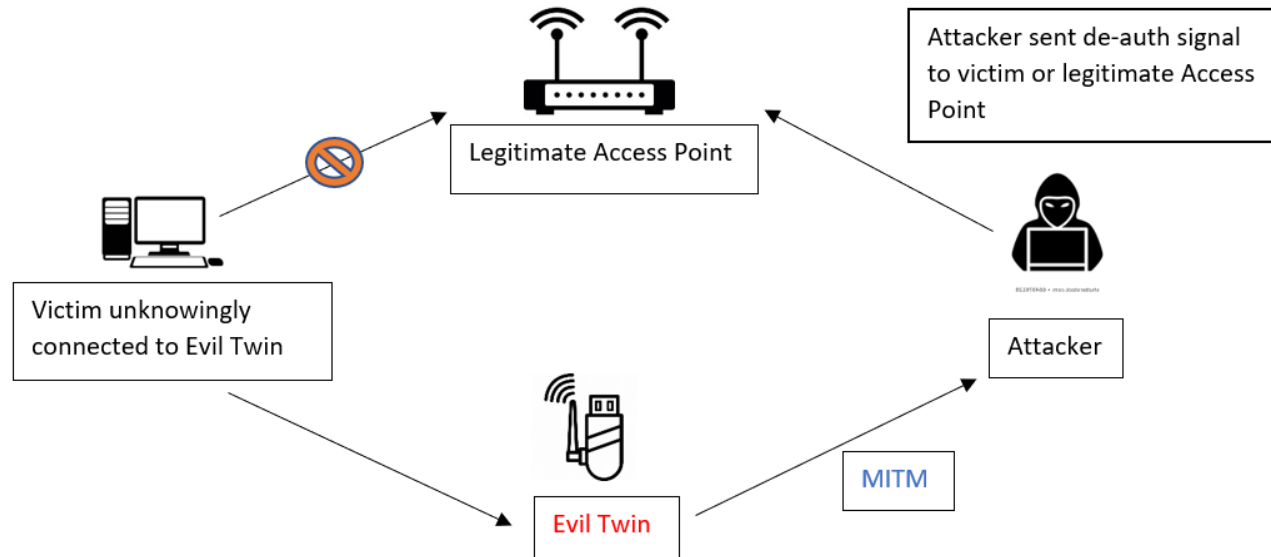 Attacker sent de-auth signal
to victim or legitimate Access
Point
Legitimate Access Point
Victim unknowingly
connected to Evil Twin
Attacker
MITM
Evil Twin